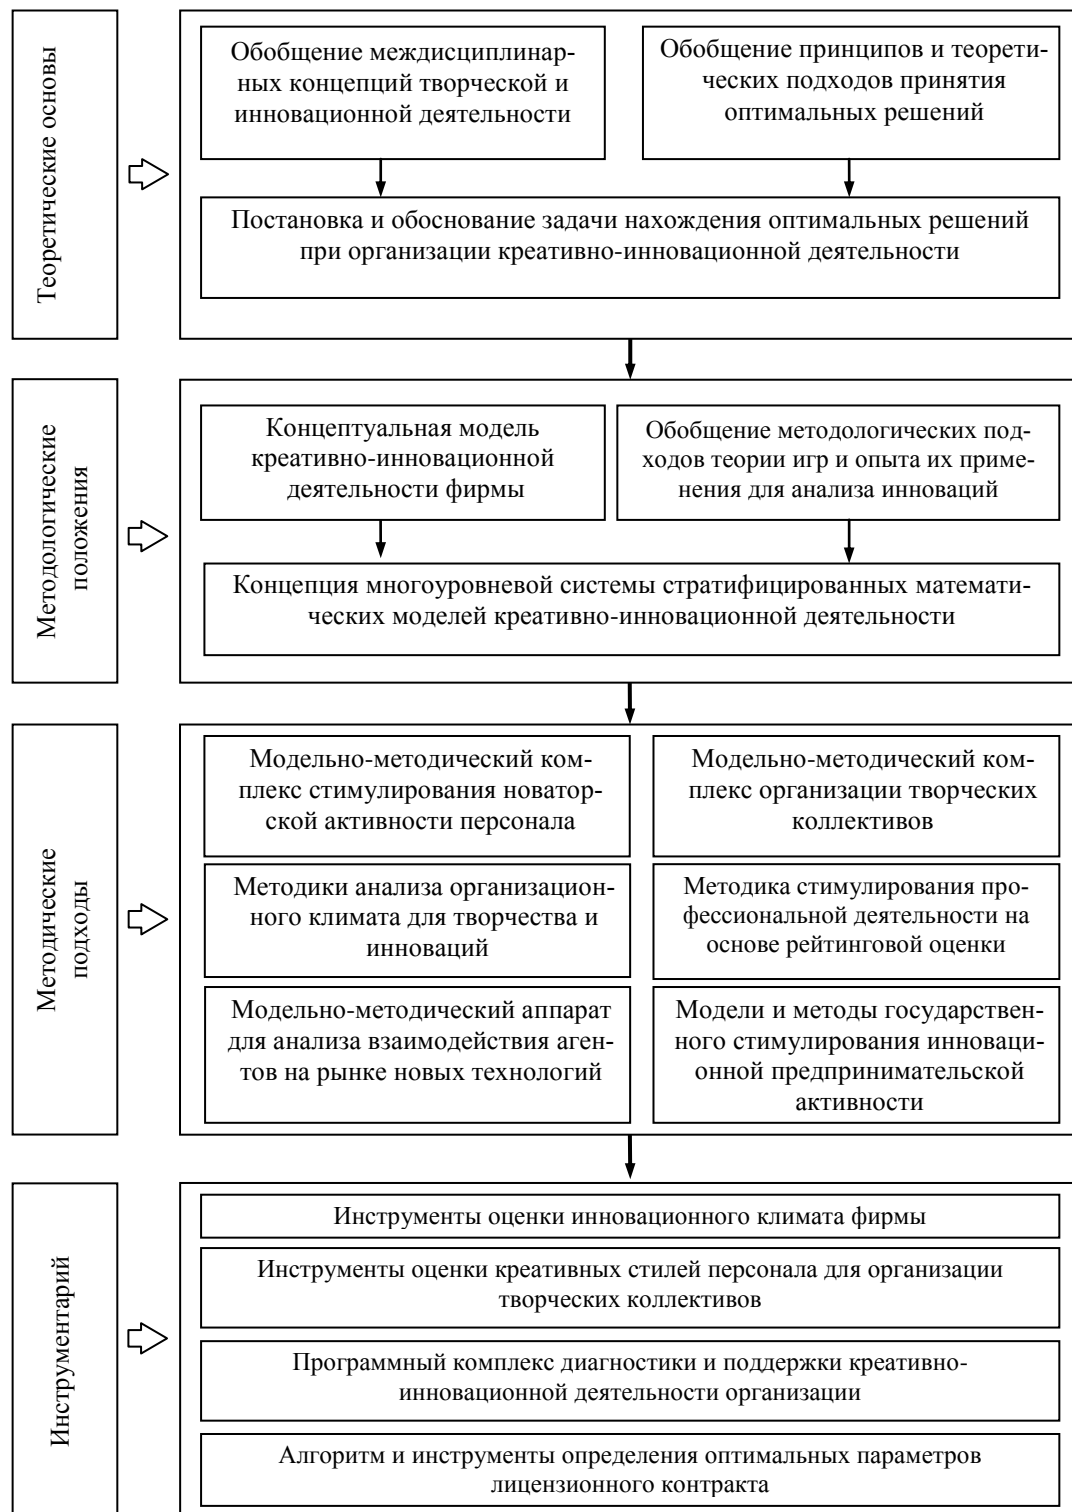 Теоретические основы
Обобщение междисциплинар-
ных концепций творческой и
инновационной деятельности
Обобщение принципов и теорети-
ческих подходов принятия
оптимальных решений
Постановка и обоснование задачи нахождения оптимальных решений
при организации креативно-инновационной деятельности
Методологические
положения
Концептуальная модель
креативно-инновационной
деятельности фирмы
Обобщение методологических под-
ходов теории игр и опыта их приме-
нения для анализа инноваций
Концепция многоуровневой системы стратифицированных математи-
ческих моделей креативно-инновационной деятельности
Методические
подходы
Модельно-методический ком-
плекс стимулирования новатор-
ской активности персонала
Модельно-методический ком-
плекс организации творческих
коллективов
Методики анализа организацион-
ного климата для творчества и
инноваций
Методика стимулирования про-
фессиональной деятельности на
основе рейтинговой оценки
Модельно-методический аппарат
для анализа взаимодействия аген-
тов на рынке новых технологий
Модели и методы государствен-
ного стимулирования инноваци-
онной предпринимательской
активности
Инструментарий
Инструменты оценки инновационного климата фирмы
Инструменты оценки креативных стилей персонала для организации
творческих коллективов
Программный комплекс диагностики и поддержки креативно-
инновационной деятельности организации
Алгоритм и инструменты определения оптимальных параметров
лицензионного контракта